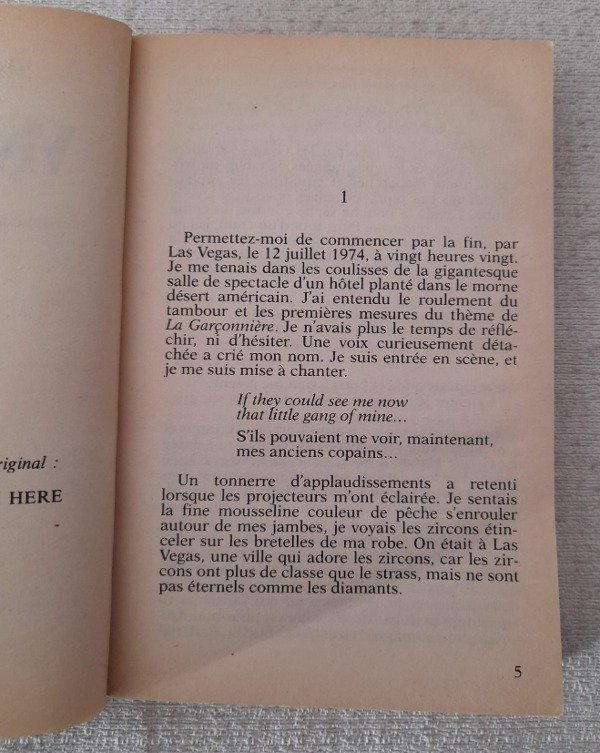 riginal :
HERE
1
Permettez-moi de commencer par la fin, par
Las Vegas, le 12 juillet 1974, à vingt heures vingt.
Je me tenais dans les coulisses de la gigantesque
salle de spectacle d'un hôtel planté dans le morne
désert américain. J'ai entendu le roulement du
tambour et les premières mesures du thème de
La Garçonnière. Je n'avais plus le temps de réflé-
chir, ni d'hésiter. Une voix curieusement déta-
chée a crié mon nom. Je suis entrée en scène, et
je me suis mise à chanter.
If they could see me now
that little gang of mine...
S'ils pouvaient me voir, maintenant,
mes anciens copains...
Un tonnerre d'applaudissements a retenti
lorsque les projecteurs m'ont éclairée. Je sentais
la fine mousseline couleur de pêche s'enrouler
autour de mes jambes, je voyais les zircons étin-
celer sur les bretelles de ma robe. On était à Las
Vegas, une ville qui adore les zircons, car les zir-
cons ont plus de classe que le strass, mais ne sont
pas éternels comme les diamants.
5